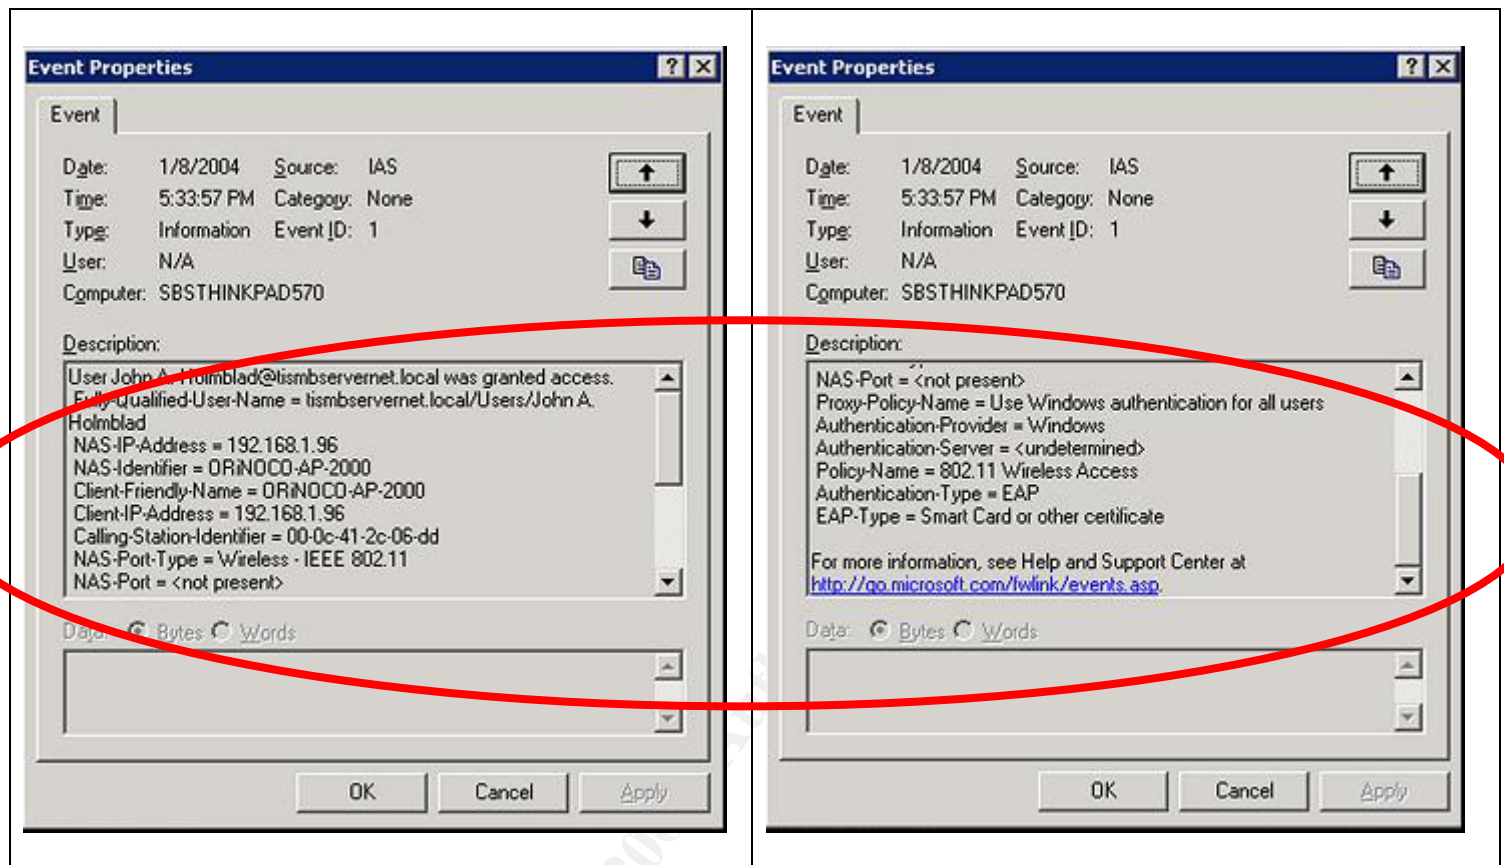 Event Properties
Event
Date: 1/8/2004 Source: IAS
Time: 5:33:57 PM Category: None
Type: Information Event ID: 1
User: N/A
Computer: SBSTHINKPAD570
Description:
User John A. Holmblad@tismbservernet.local was granted access.
Fully-Qualified-User-Name = tismbservernet.local/Users/John A.
Holmblad
NAS-IP-Address = 192.168.1.96
NAS-Identifier = ORiNOCO-AP-2000
Client-Friendly-Name = ORiNOCO-AP-2000
Client-IP-Address = 192.168.1.96
Calling-Station-Identifier = 00-0c-41-2c-06-dd
NAS-Port-Type = Wireless - IEEE 802.11
NAS-Port = <not present>
Data: Bytes Words
OK Cancel Apply
Event Properties
Event
Date: 1/8/2004 Source: IAS
Time: 5:33:57 PM Category: None
Type: Information Event ID: 1
User: N/A
Computer: SBSTHINKPAD570
Description:
NAS-Port = <not present>
Proxy-Policy-Name = Use Windows authentication for all users
Authentication-Provider = Windows
Authentication-Server = <undetermined>
Policy-Name = 802.11 Wireless Access
Authentication-Type = EAP
EAP-Type = Smart Card or other certificate
For more information, see Help and Support Center at
http://go.microsoft.com/fwlink/events.asp.
Data: Bytes Words
OK Cancel Apply